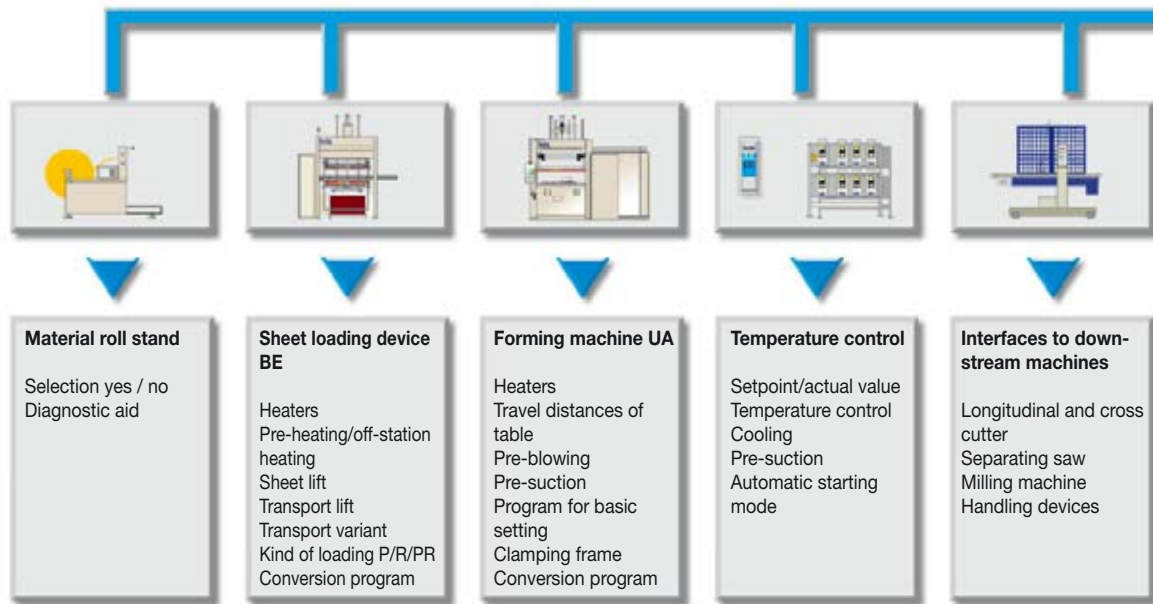 Material roll stand
Selection yes / no
Diagnostic aid
Sheet loading device
BE
Heaters
Pre-heating/off-station
heating
Sheet lift
Transport lift
Transport variant
Kind of loading P/R/PR
Conversion program
Forming machine UA
Heaters
Travel distances of
table
Pre-blowing
Pre-suction
Program for basic
setting
Clamping frame
Conversion program
Temperature control
Setpoint/actual value
Temperature control
Cooling
Pre-suction
Automatic starting
mode
Interfaces to down-
stream machines
Longitudinal and cross
cutter
Separating saw
Milling machine
Handling devices